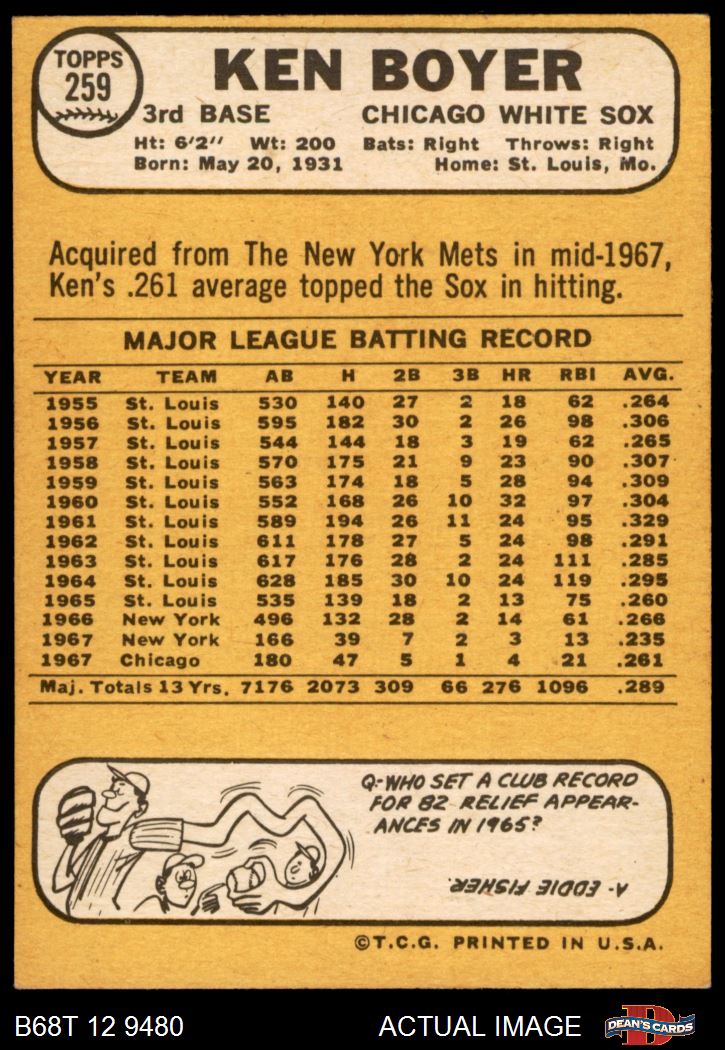 TOPPS
259
KEN BOYER
3rd BASE CHICAGO WHITE SOX
Ht: 6'2" Wt: 200 Bats: Right Throws: Right
Born: May 20, 1931 Home: St. Louis, Mo.
Acquired from The New York Mets in mid-1967,
Ken's .261 average topped the Sox in hitting.
MAJOR LEAGUE BATTING RECORD
YEAR TEAM AB H 2B 3B HR RBI AVG.
1955 St. Louis 530 140 27 2 18 62 .264
1956 St. Louis 595 182 30 2 26 98 .306
1957 St. Louis 544 144 18 3 19 62 .265
1958 St. Louis 570 175 21 9 23 90 .307
1959 St. Louis 563 174 18 5 28 94 .309
1960 St. Louis 552 168 26 10 32 97 .304
1961 St. Louis 589 194 26 11 24 95 .329
1962 St. Louis 611 178 27 5 24 98 .291
1963 St. Louis 617 176 28 2 24 111 .285
1964 St. Louis 628 185 30 10 24 119 .295
1965 St. Louis 535 139 18 2 13 75 .260
1966 New York 496 132 28 2 14 61 .266
1967 New York 166 39 7 2 3 13 .235
1967 Chicago 180 47 5 1 4 21 .261
Maj. Totals 13 Yrs. 7176 2073 309 66 276 1096 .289
Q-WHO SET A CLUB RECORD
FOR 82 RELIEF APPEAR-
ANCES IN 1965?
A- EDDIE FISHER.
©T.C.G. PRINTED IN U.S.A.
B68T 12 9480 ACTUAL IMAGE
DEAN'S CARDS